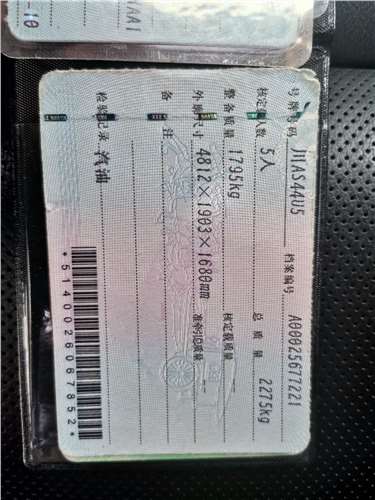 号牌号码 川AS44U5 档案编号 A00025677221
核定载人数 5人 总质量 2275kg
整备质量 1795kg 核定载质量 --
外廓尺寸 4812×1903×1680mm 准牵引总质量 --
备注
检验记录 汽油
*5140026067852*